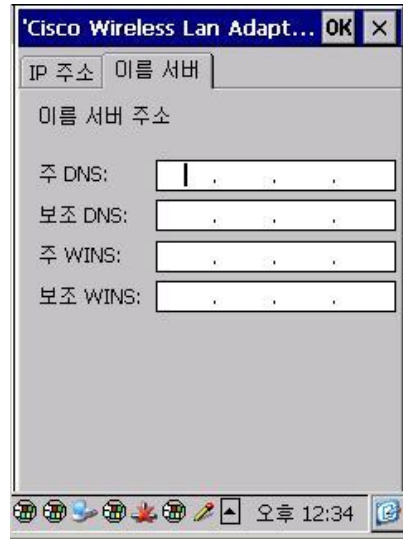 'Cisco Wireless Lan Adapt... OK ×
IP 주소 이름 서버
이름 서버 주소
주 DNS: . . .
보조 DNS: . . .
주 WINS: . . .
보조 WINS: . . .
오후 12:34